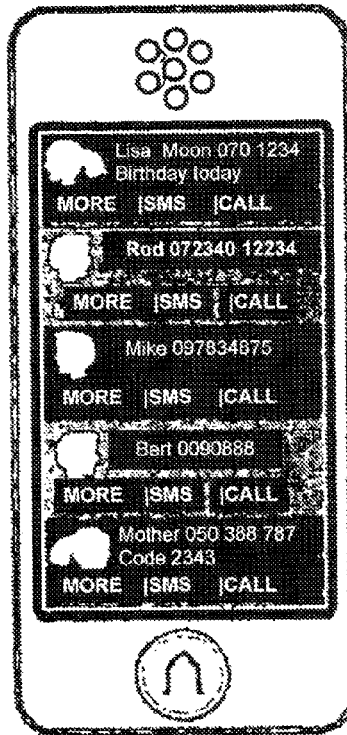 Lisa Moon 070 1234
Birthday today
MORE |SMS |CALL
Rod 072340 12234
MORE |SMS |CALL
Mike 097834875
MORE |SMS |CALL
Bert 0090888
MORE |SMS |CALL
Mother 050 388 787
Code 2343
MORE |SMS |CALL